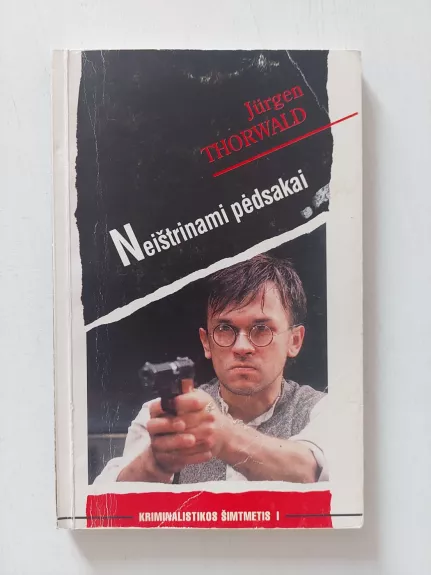 Jürgen
THORWALD
Neištrinami pėdsakai
KRIMINALISTIKOS ŠIMTMETIS I